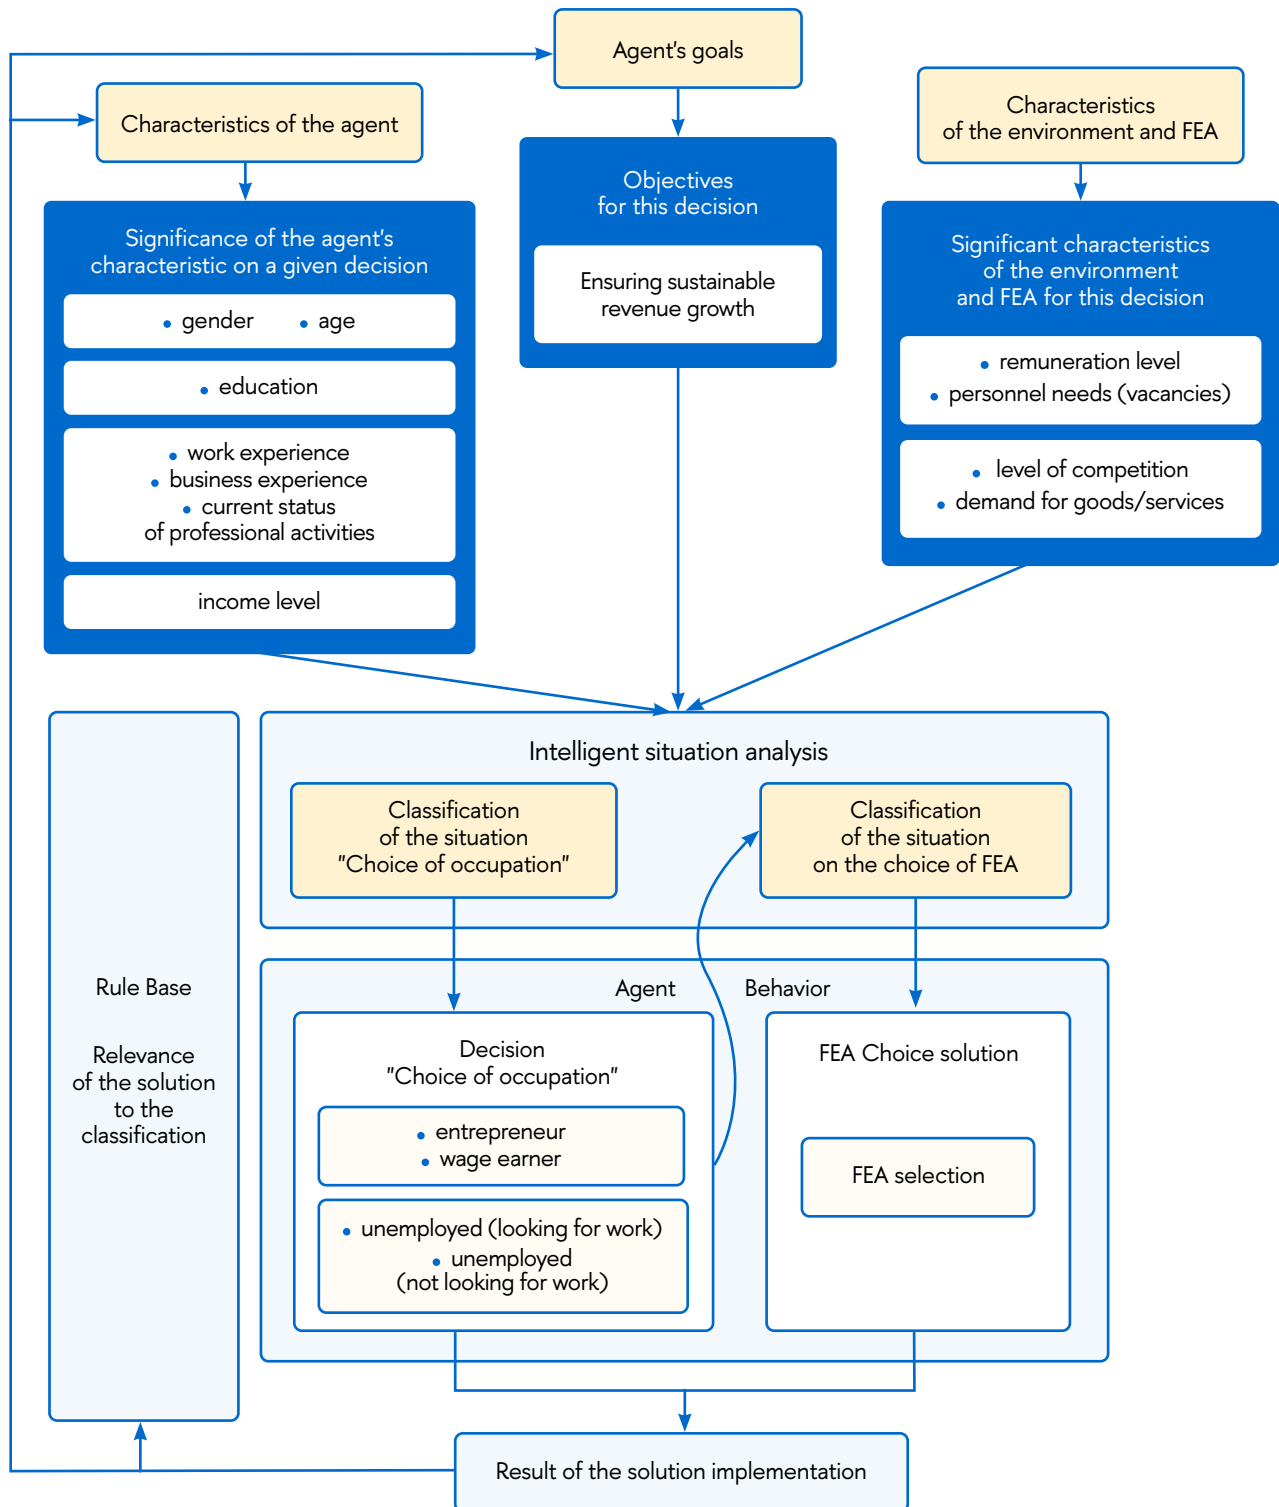 Agent's goals
Characteristics of the agent
Characteristics
of the environment and FEA
Objectives
for this decision
Ensuring sustainable
revenue growth
Significance of the agent's
characteristic on a given decision
• gender • age
• education
• work experience
• business experience
• current status
of professional activities
income level
Significant characteristics
of the environment
and FEA for this decision
• remuneration level
• personnel needs (vacancies)
• level of competition
• demand for goods/services
Intelligent situation analysis
Classification
of the situation
"Choice of occupation"
Classification
of the situation
on the choice of FEA
Rule Base
Relevance
of the solution
to the
classification
Agent Behavior
Decision
"Choice of occupation"
• entrepreneur
• wage earner
• unemployed (looking for work)
• unemployed
(not looking for work)
FEA Choice solution
FEA selection
Result of the solution implementation